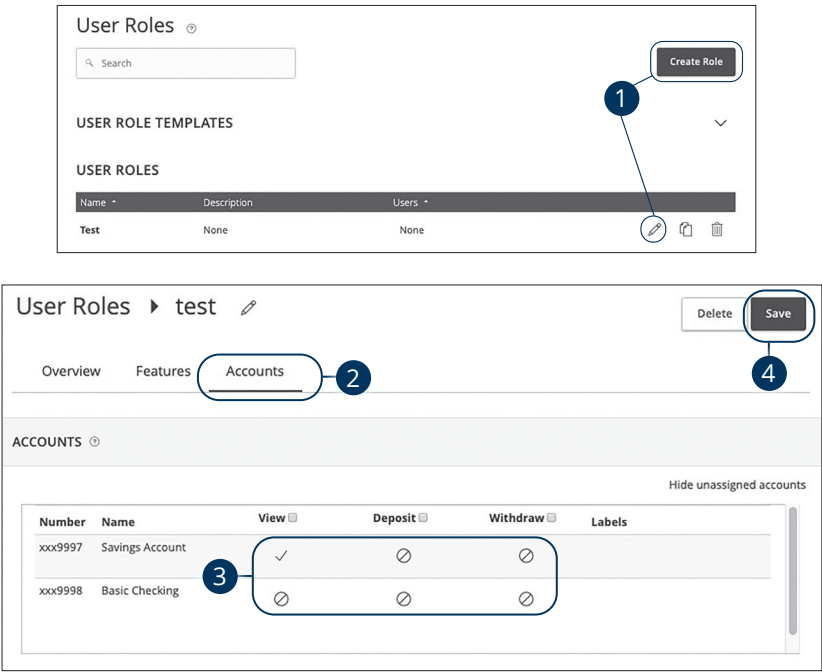 User Roles ?
Search
Create Role
1
USER ROLE TEMPLATES
USER ROLES
Name Description Users
Test None None
User Roles test
Delete Save
Overview Features Accounts 2
4
ACCOUNTS ?
Hide unassigned accounts
Number Name View Deposit Withdraw Labels
xxx9997 Savings Account
3
xxx9998 Basic Checking